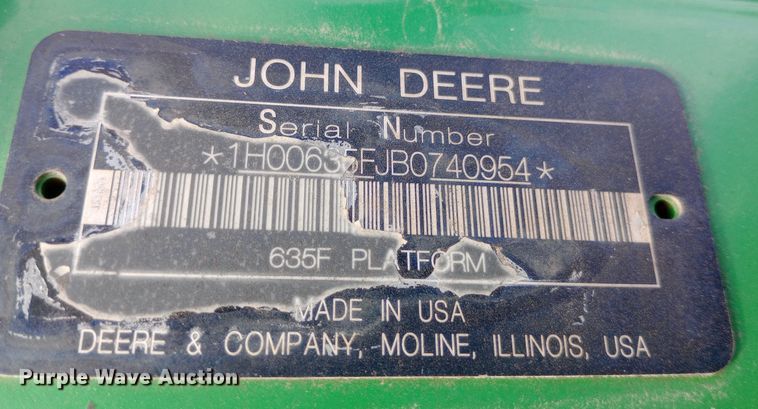 JOHN DEERE
Serial Number
*1H00635FJB0740954*
635F PLATFORM
MADE IN USA
DEERE & COMPANY, MOLINE, ILLINOIS, USA
Purple Wave Auction